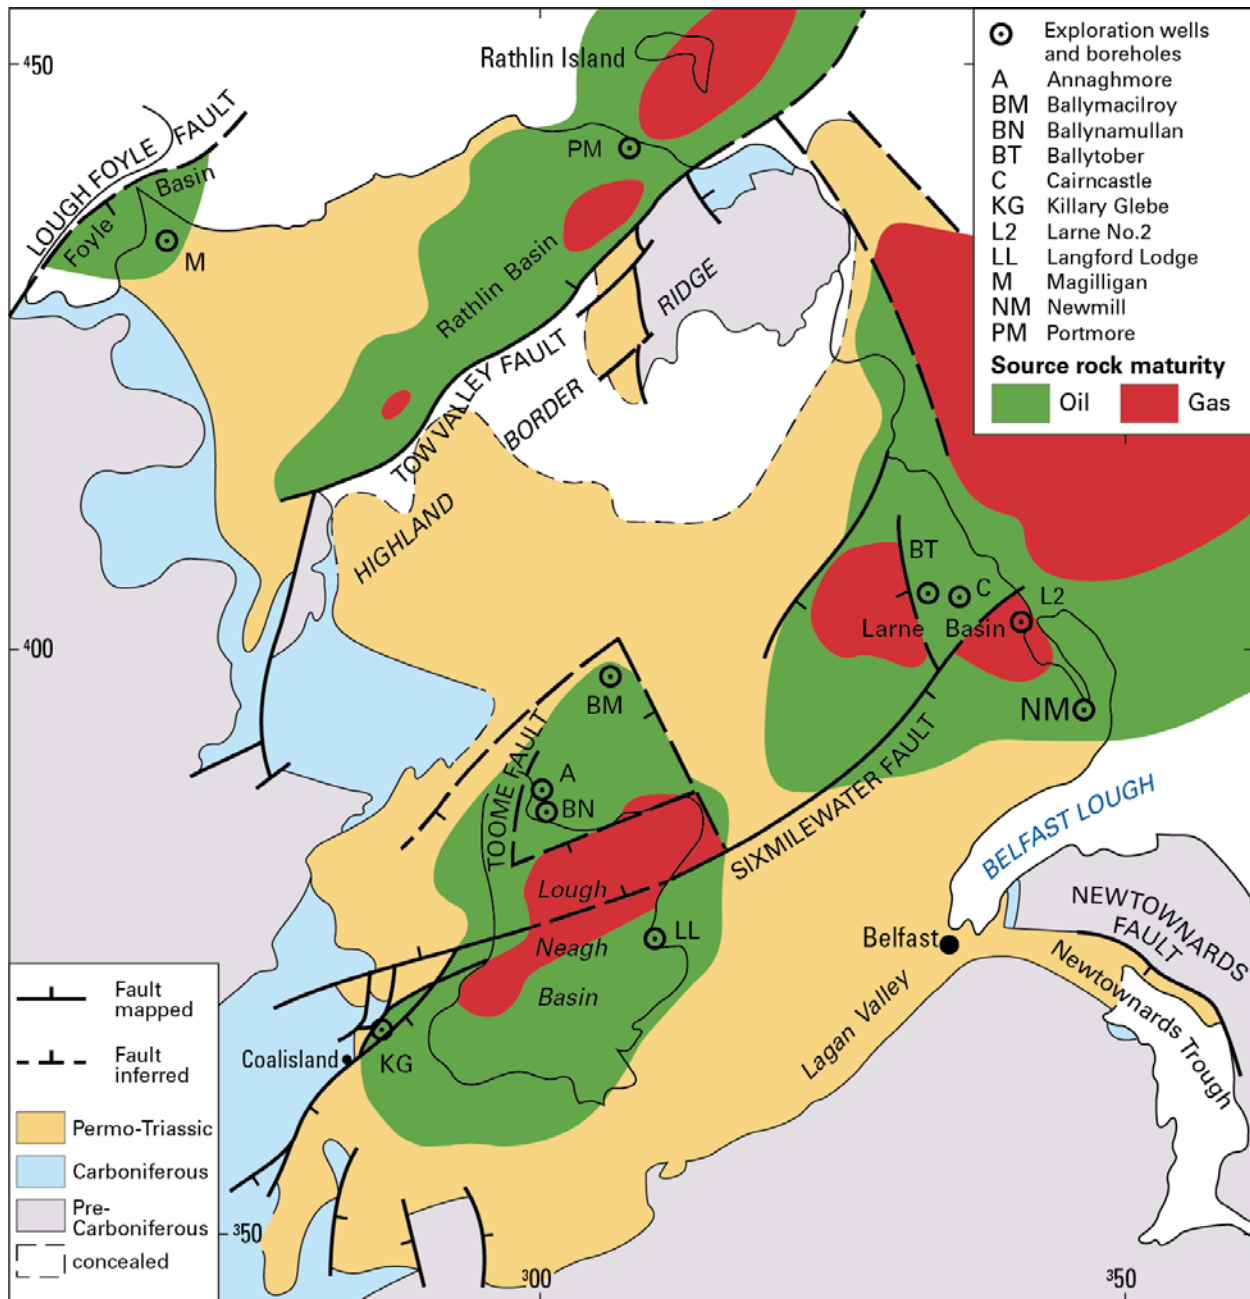 450
Rathlin Island
Exploration wells
and boreholes
A Annaghmore
BM Ballymacilroy
BN Ballynamullan
BT Ballytober
C Cairncastle
KG Killary Glebe
L2 Larne No.2
LL Langford Lodge
M Magilligan
NM Newmill
PM Portmore
Source rock maturity
Oil
Gas
LOUGH FOYLE FAULT
Foyle Basin
M
PM
Rathlin Basin
TOW VALLEY FAULT
HIGHLAND BORDER RIDGE
BT
C
L2
Larne Basin
400
BM
NM
TOOME FAULT
A
BN
SIXMILEWATER FAULT
BELFAST LOUGH
Lough
Neagh
Basin
LL
Belfast
NEWTOWNARDS
FAULT
Newtownards Trough
Lagan Valley
Coalisland
KG
Fault
mapped
Fault
inferred
Permo-Triassic
Carboniferous
Pre-
Carboniferous
concealed
350
300
350